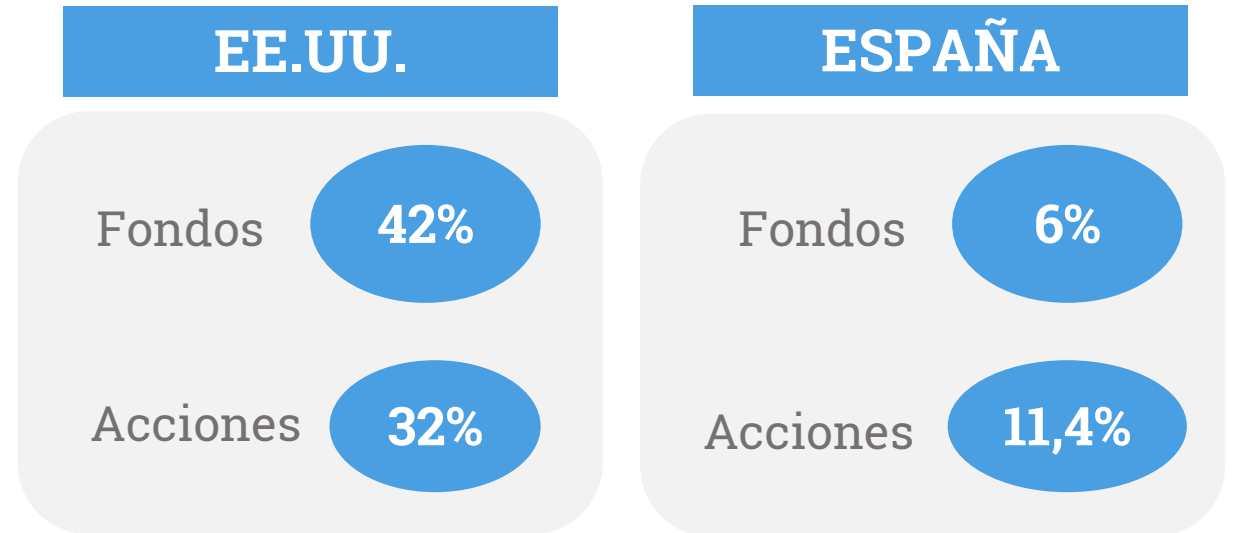 EE.UU.
Fondos 42%
Acciones 32%
ESPAÑA
Fondos 6%
Acciones 11,4%